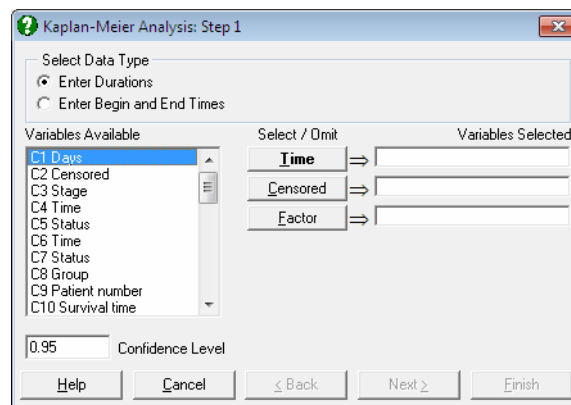 Kaplan-Meier Analysis: Step 1
Select Data Type
Enter Durations
Enter Begin and End Times
Variables Available
Select / Omit
Variables Selected
C1 Days
C2 Censored
C3 Stage
C4 Time
C5 Status
C6 Time
C7 Status
C8 Group
C9 Patient number
C10 Survival time
Time
Censored
Factor
0.95 Confidence Level
Help
Cancel
< Back
Next >
Finish